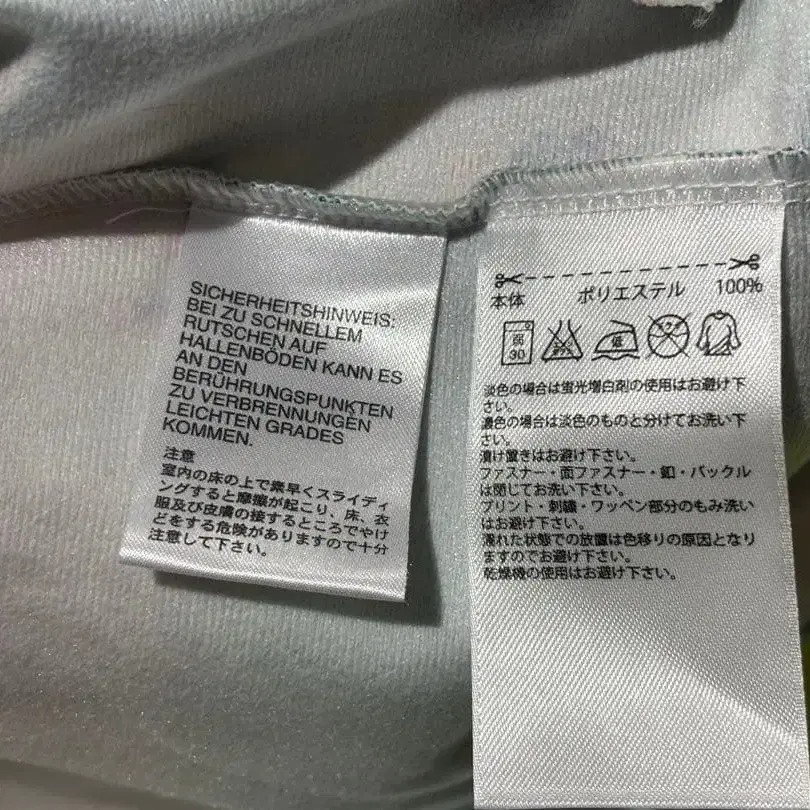 SICHERHEITSHINWEIS:
BEI ZU SCHNELLEM
RUTSCHEN AUF
HALLENBÖDEN KANN ES
AN DEN
BERÜHRUNGSPUNKTEN
ZU VERBRENNUNGEN
LEICHTEN GRADES
KOMMEN.
注意
室内の床の上で素早くスライディ
ングすると摩擦が起こり、床、衣
服及び皮膚の接するところでやけ
どをする危険がありますので十分
注意して下さい。
本体 ポリエステル 100%
30 低
淡色の場合は蛍光増白剤の使用はお避け下
さい。
濃色の場合は淡色のものと分けてお洗い下
さい。
漬け置きはお避け下さい。
ファスナー・面ファスナー・釦・バックル
は閉じてお洗い下さい。
プリント・刺繍・ワッペン部分のもみ洗い
はお避け下さい。
濡れた状態での放置は色移りの原因となり
ますのでお避け下さい。
乾燥機の使用はお避け下さい。